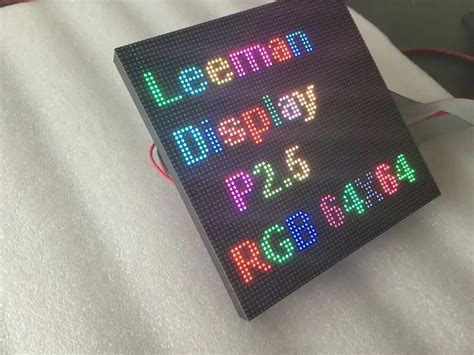 Leeman
Display
P2.5
RGB 64X64